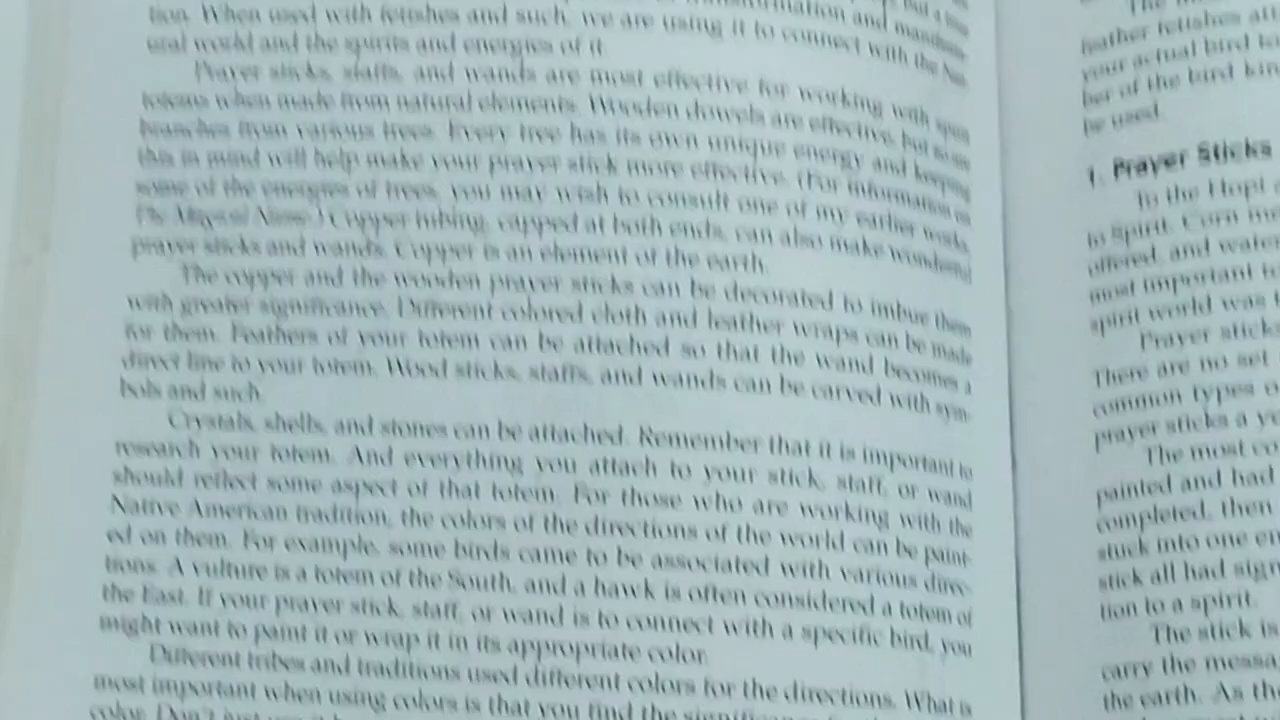 tion. When used with fetishes and such, we are using it to connect with the Nat-
ural world and the spirits and energies of it.
Prayer sticks, staffs, and wands are most effective for working with spirit
totems when made from natural elements. Wooden dowels are effective, but so are
branches from various trees. Every tree has its own unique energy and keeping
this in mind will help make your prayer stick more effective. (For information on
some of the energies of trees, you may wish to consult one of my earlier works,
Copper tubing, capped at both ends, can also make wonderful
prayer sticks and wands. Copper is an element of the earth.
The copper and the wooden prayer sticks can be decorated to imbue them
with greater significance. Different colored cloth and leather wraps can be made
for them. Feathers of your totem can be attached so that the wand becomes a
direct line to your totem. Wood sticks, staffs, and wands can be carved with sym-
bols and such.
Crystals, shells, and stones can be attached. Remember that it is important to
research your totem. And everything you attach to your stick, staff, or wand
should reflect some aspect of that totem. For those who are working with the
Native American tradition, the colors of the directions of the world can be paint-
ed on them. For example, some birds came to be associated with various direc-
tions. A vulture is a totem of the South, and a hawk is often considered a totem of
the East. If your prayer stick, staff, or wand is to connect with a specific bird, you
might want to paint it or wrap it in its appropriate color.
Different tribes and traditions used different colors for the directions. What is
most important when using colors is that you find the
color. Don't just
feather fetishes
your actual bird
ber of the bird
be used.
1. Prayer Sticks
To the Hopi
to Spirit. Corn
offered, and water
most important
spirit world was
Prayer stick
There are no set
common types
prayer sticks a
The most
painted and had
completed, then
stuck into one
stick all had
tion to a spirit.
The stick is
carry the
the earth. As